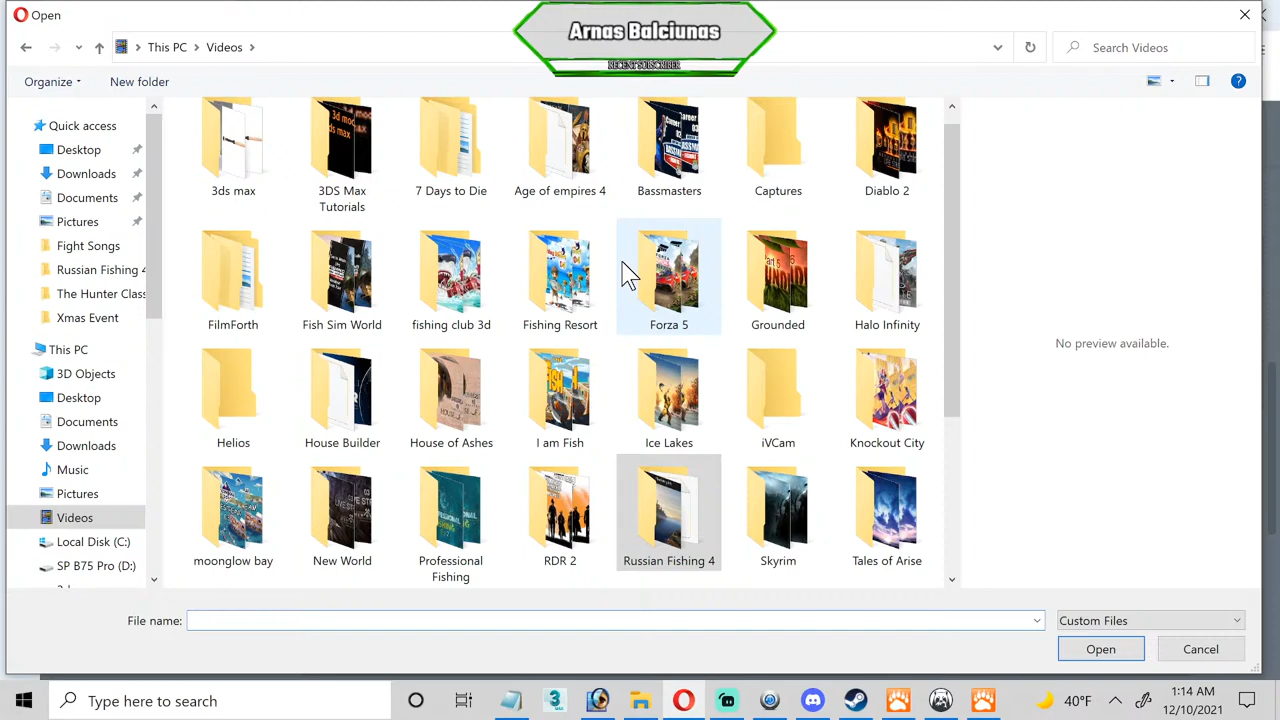 Open
Arnas Balciunas
RECENT SUBSCRIBER
This PC
Videos
Search Videos
Organize
New folder
Quick access
Desktop
Downloads
Documents
Pictures
Fight Songs
Russian Fishing 4
The Hunter Class
Xmas Event
This PC
3D Objects
Desktop
Documents
Downloads
Music
Pictures
Videos
Local Disk (C:)
SP B75 Pro (D:)
3ds max
3DS Max
Tutorials
7 Days to Die
Age of empires 4
Bassmasters
Captures
Diablo 2
FilmForth
Fish Sim World
fishing club 3d
Fishing Resort
Forza 5
Grounded
Halo Infinity
Helios
House Builder
House of Ashes
I am Fish
Ice Lakes
iVCam
Knockout City
moonglow bay
New World
Professional
Fishing
RDR 2
Russian Fishing 4
Skyrim
Tales of Arise
No preview available.
File name:
Custom Files
Open
Cancel
Type here to search
40°F
1:14 AM
12/10/2021